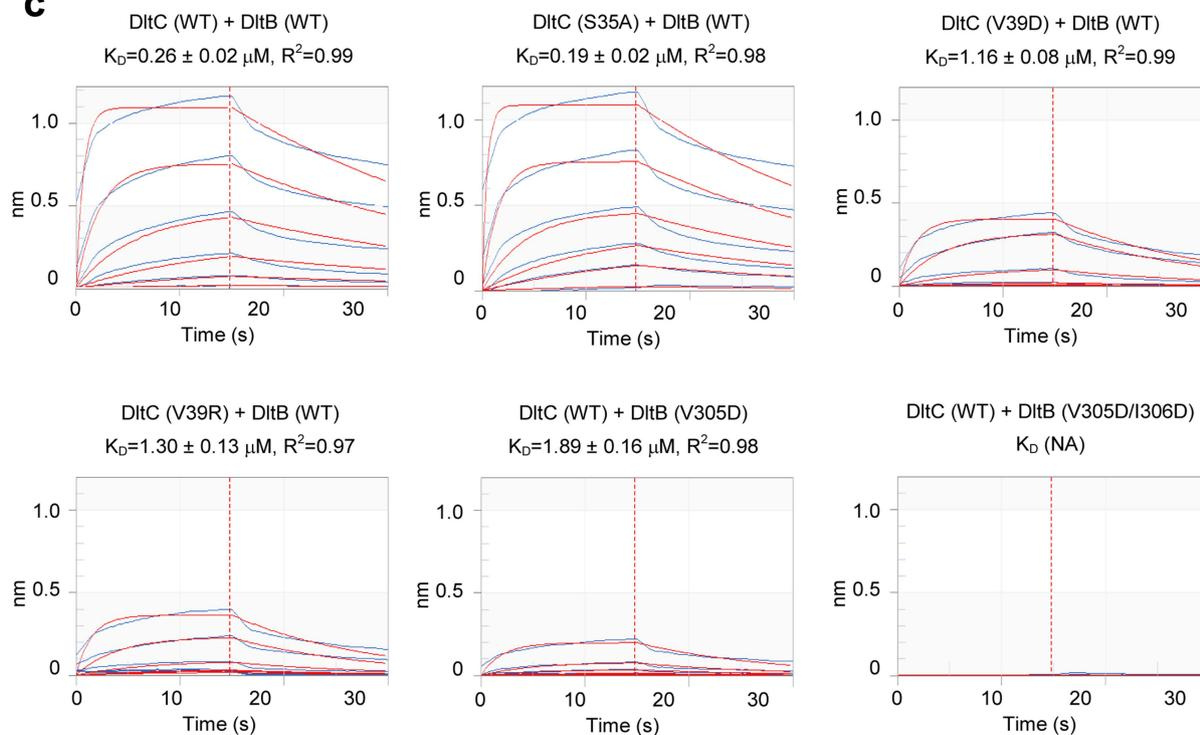 c
DltC (WT) + DltB (WT)
K_D=0.26 ± 0.02 μM, R²=0.99
nm
1.0
0.5
0
0 10 20 30
Time (s)
DltC (S35A) + DltB (WT)
K_D=0.19 ± 0.02 μM, R²=0.98
nm
1.0
0.5
0
0 10 20 30
Time (s)
DltC (V39D) + DltB (WT)
K_D=1.16 ± 0.08 μM, R²=0.99
nm
1.0
0.5
0
0 10 20 30
Time (s)
DltC (V39R) + DltB (WT)
K_D=1.30 ± 0.13 μM, R²=0.97
nm
1.0
0.5
0
0 10 20 30
Time (s)
DltC (WT) + DltB (V305D)
K_D=1.89 ± 0.16 μM, R²=0.98
nm
1.0
0.5
0
0 10 20 30
Time (s)
DltC (WT) + DltB (V305D/I306D)
K_D (NA)
nm
1.0
0.5
0
0 10 20 30
Time (s)